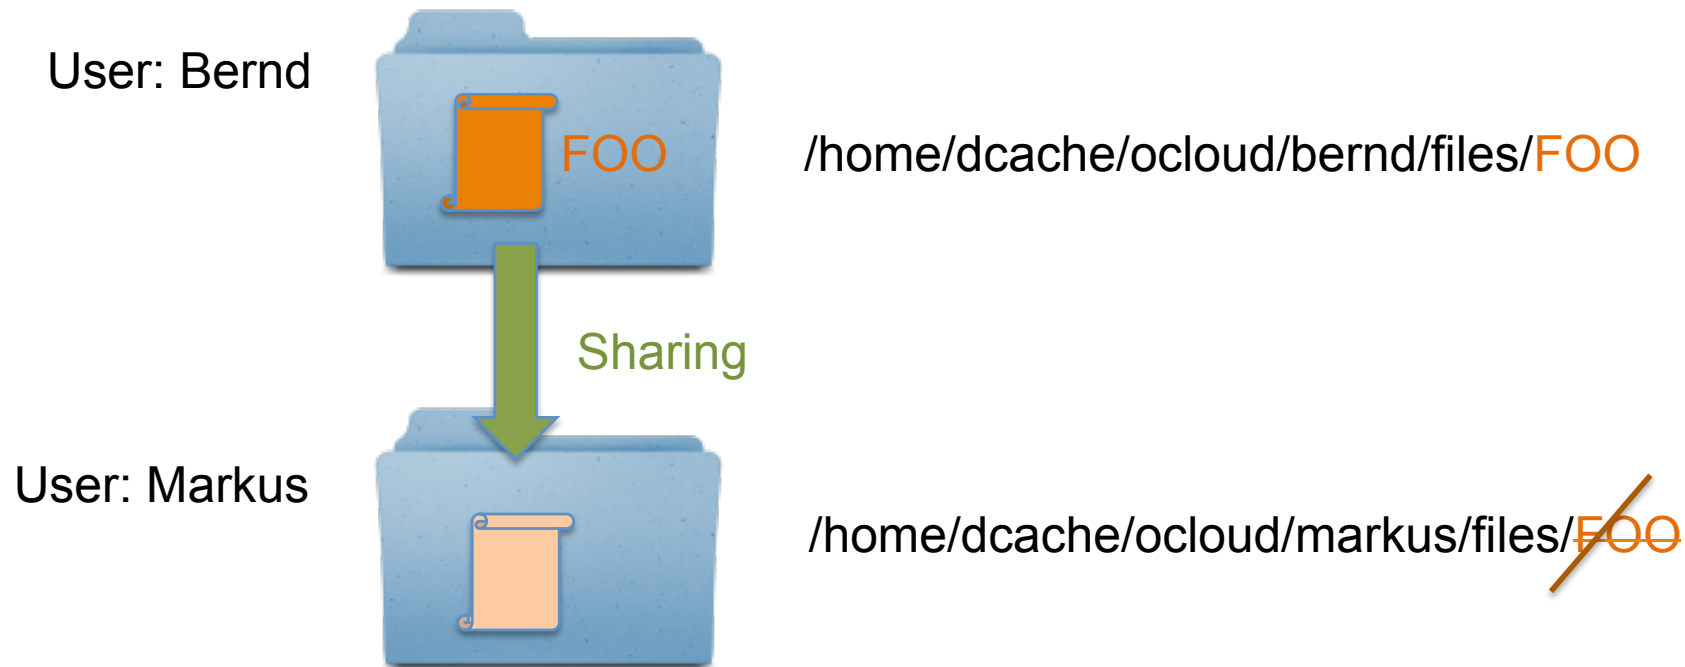 User: Bernd
FOO
/home/dcache/ocloud/bernd/files/FOO
Sharing
User: Markus
/home/dcache/ocloud/markus/files/FOO